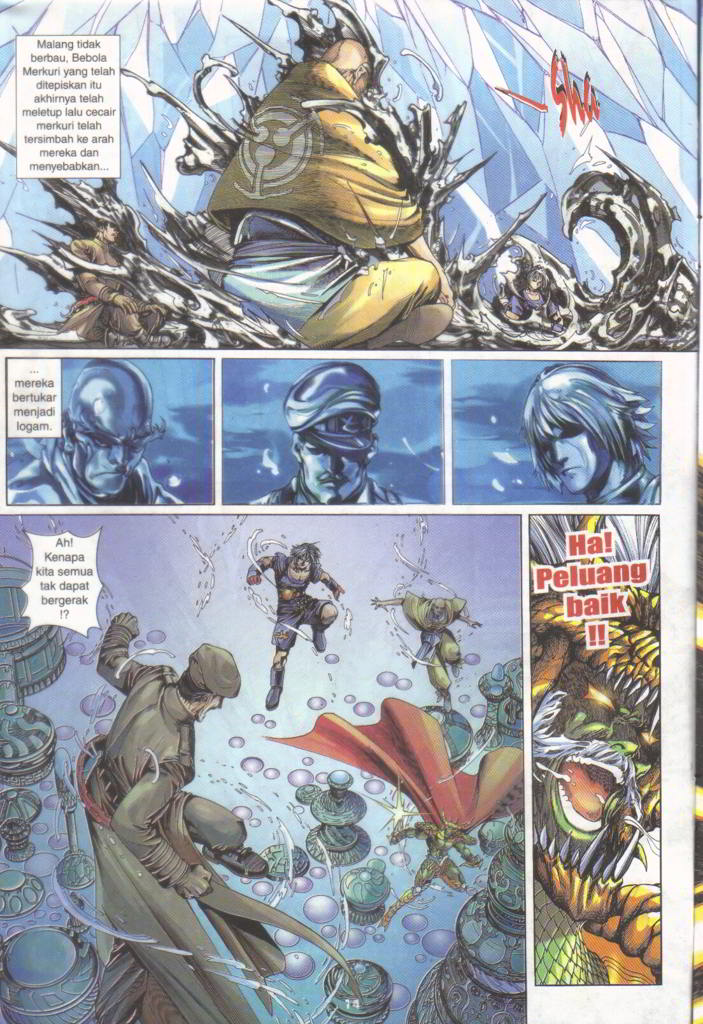 Malang tidak
berbau, Bebola
Merkuri yang telah
ditepiskan itu
akhirnya telah
meletup lalu cecair
merkuri telah
tersimbah ke arah
mereka dan
menyebabkan...
Shu
...
mereka
bertukar
menjadi
logam.
Ah!
Kenapa
kita semua
tak dapat
bergerak
!?
Ha!
Peluang
baik
!!
14